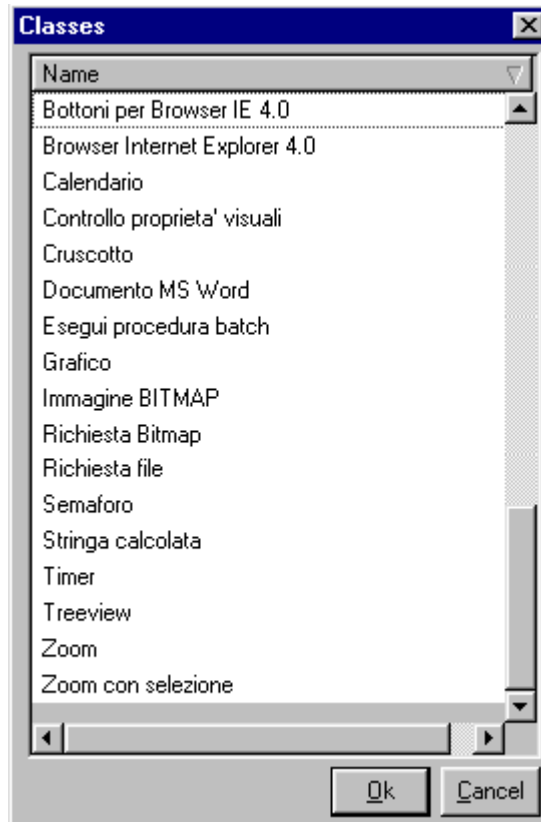 Classes
Name
Bottoni per Browser IE 4.0
Browser Internet Explorer 4.0
Calendario
Controllo proprieta' visuali
Cruscotto
Documento MS Word
Esegui procedura batch
Grafico
Immagine BITMAP
Richiesta Bitmap
Richiesta file
Semaforo
Stringa calcolata
Timer
Treeview
Zoom
Zoom con selezione
Ok Cancel